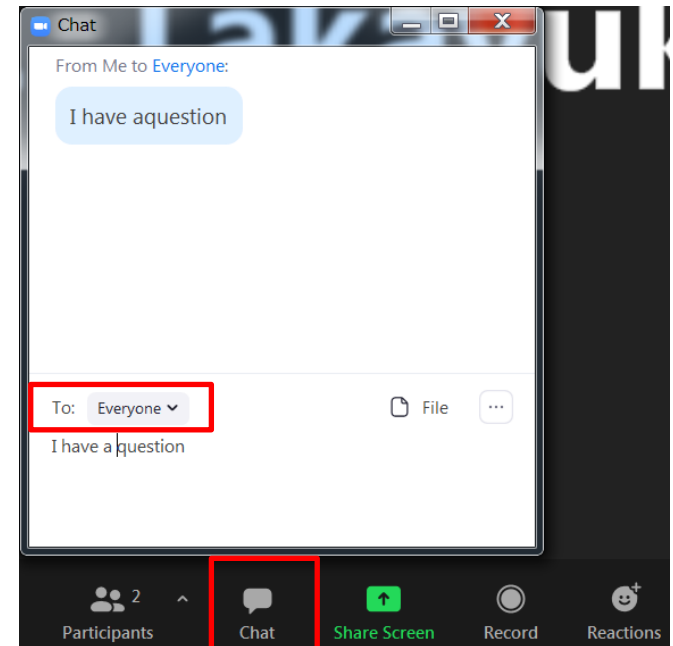 Chat
From Me to Everyone:
I have aquestion
To: Everyone
File
I have a question
2
Participants
Chat
Share Screen
Record
Reactions